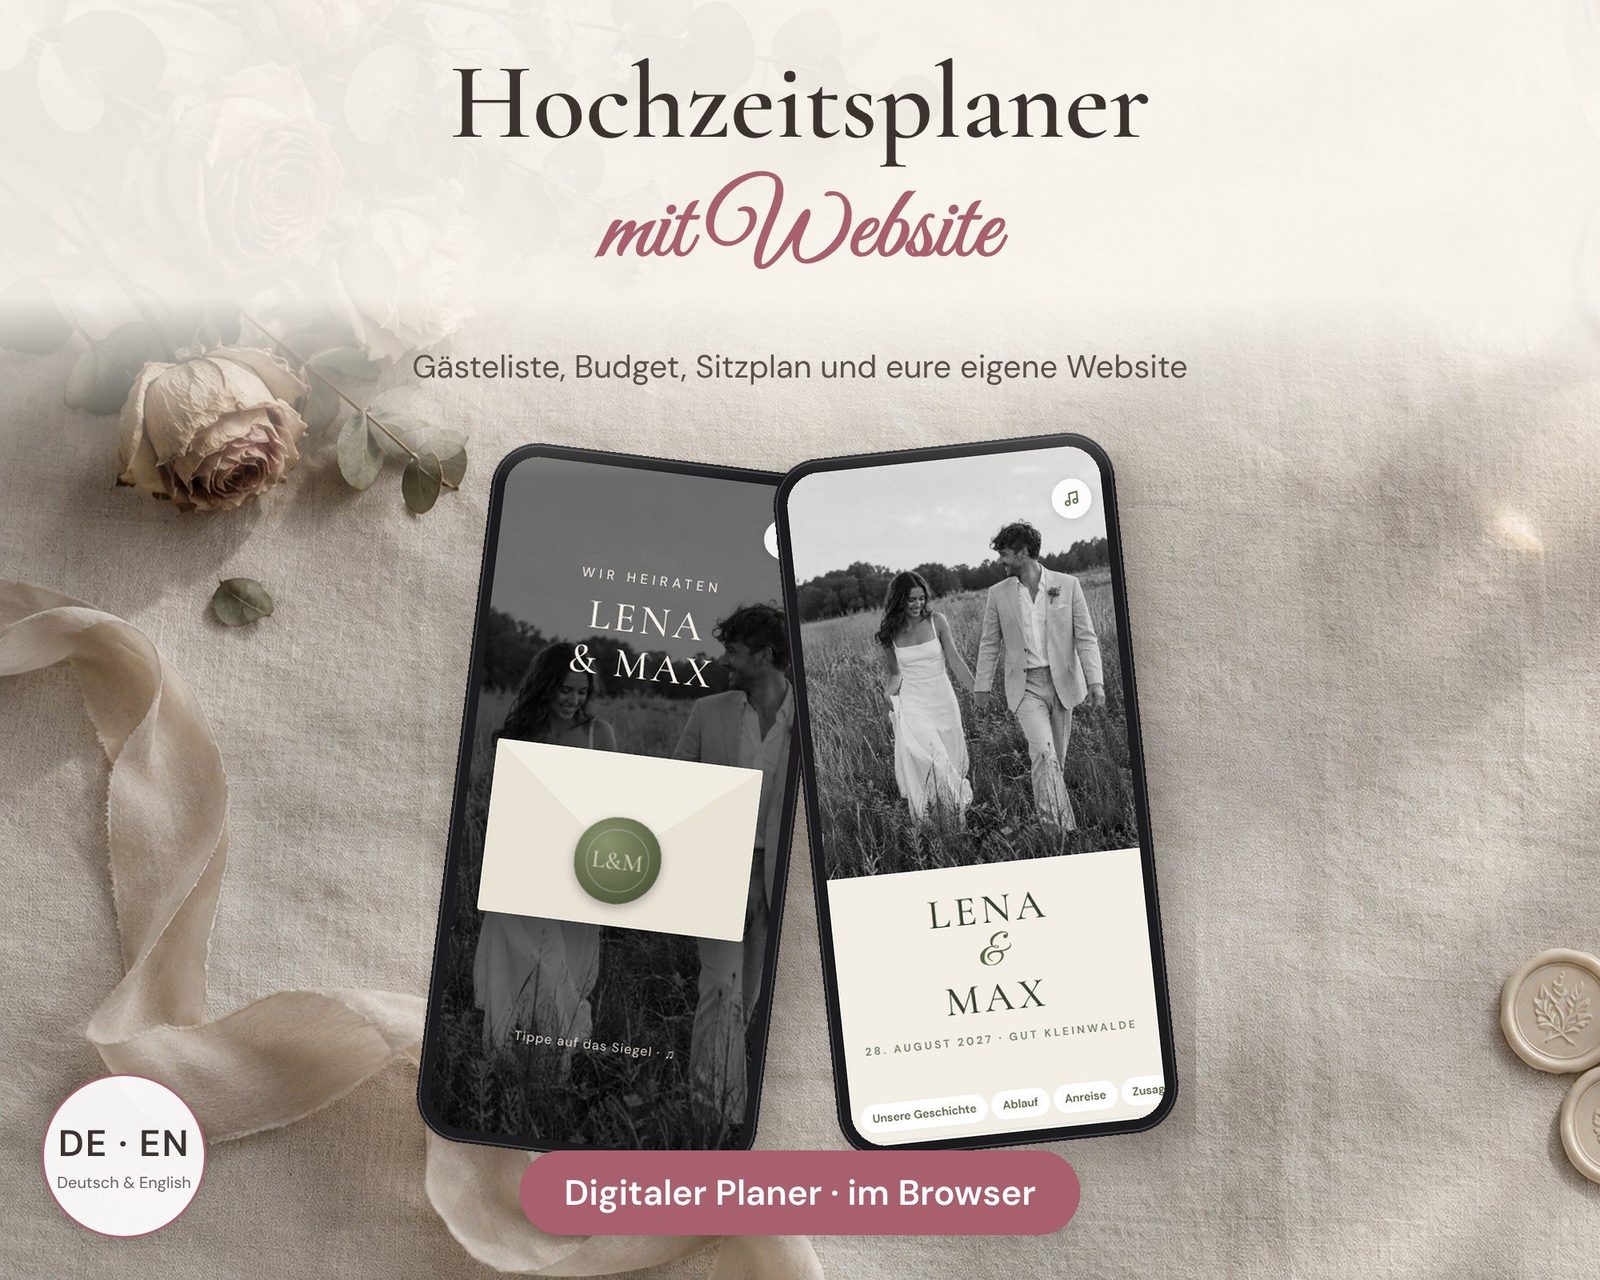 Hochzeitsplaner
mit Website
Gästeliste, Budget, Sitzplan und eure eigene Website
WIR HEIRATEN
LENA
& MAX
L&M
Tippe auf das Siegel · ♫
LENA
&
MAX
28. AUGUST 2027 · GUT KLEINWALDE
Unsere Geschichte
Ablauf
Anreise
Zusag
DE · EN
Deutsch & English
Digitaler Planer · im Browser